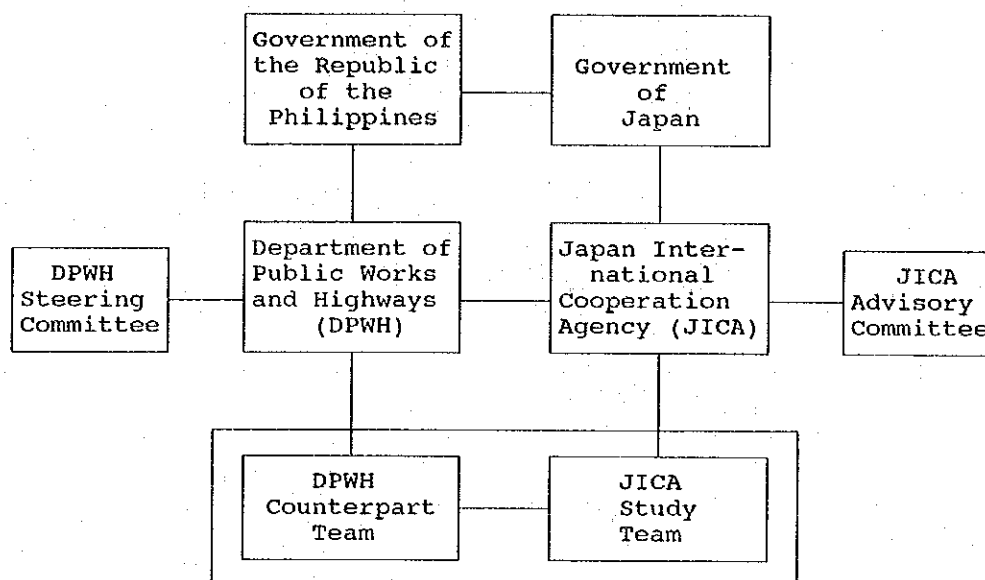 Government of
the Republic
of the
Philippines
Government
of
Japan
DPWH
Steering
Committee
Department of
Public Works
and Highways
(DPWH)
Japan Inter-
national
Cooperation
Agency (JICA)
JICA
Advisory
Committee
DPWH
Counterpart
Team
JICA
Study
Team